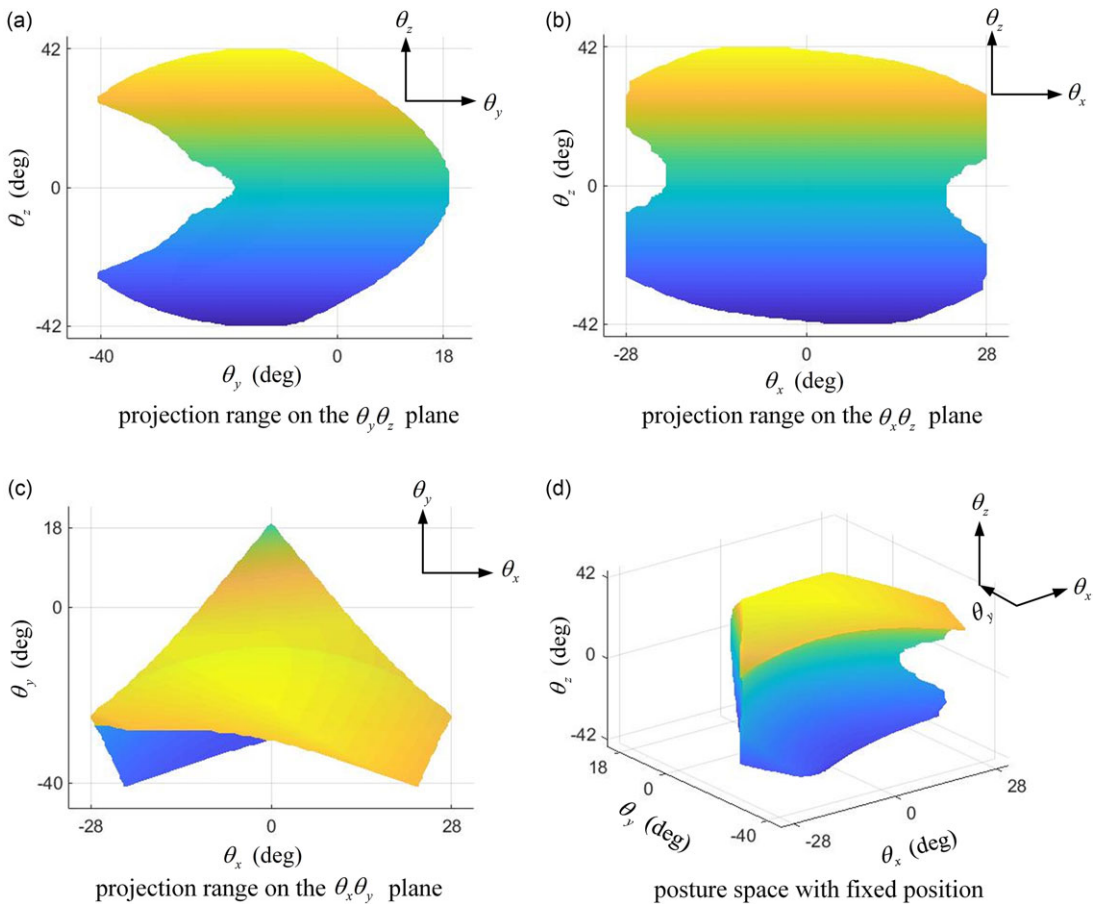 (a)
θz
42
θy
θz (deg)
0
-42
-40
0
18
θy (deg)
projection range on the θyθz plane
(b)
θz
42
θx
θz (deg)
0
-42
-28
0
28
θx (deg)
projection range on the θxθz plane
(c)
θy
18
θx
0
θy (deg)
-40
-28
0
28
θx (deg)
projection range on the θxθy plane
(d)
θz
42
θx
θy
0
θz (deg)
-42
18
0
-40
28
0
-28
θy (deg)
θx (deg)
posture space with fixed position